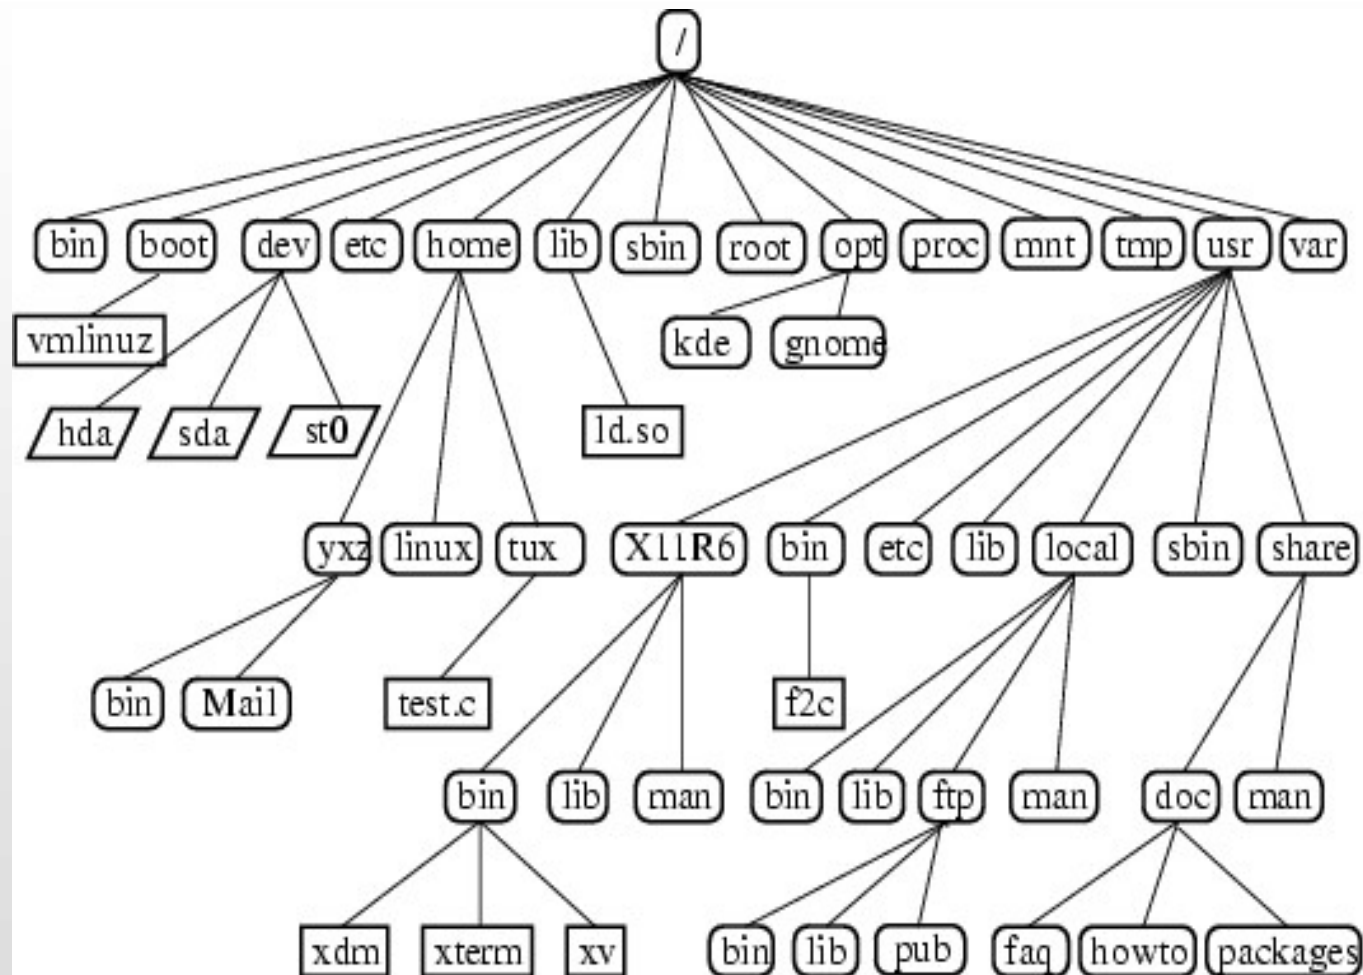 /
bin boot dev etc home lib sbin root opt proc mnt tmp usr var
vmlinuz kde gnome
hda sda st0 ld.so
yxz linux tux X11R6 bin etc lib local sbin share
bin Mail test.c f2c
bin lib man bin lib ftp man doc man
xdm xterm xv bin lib pub faq howto packages